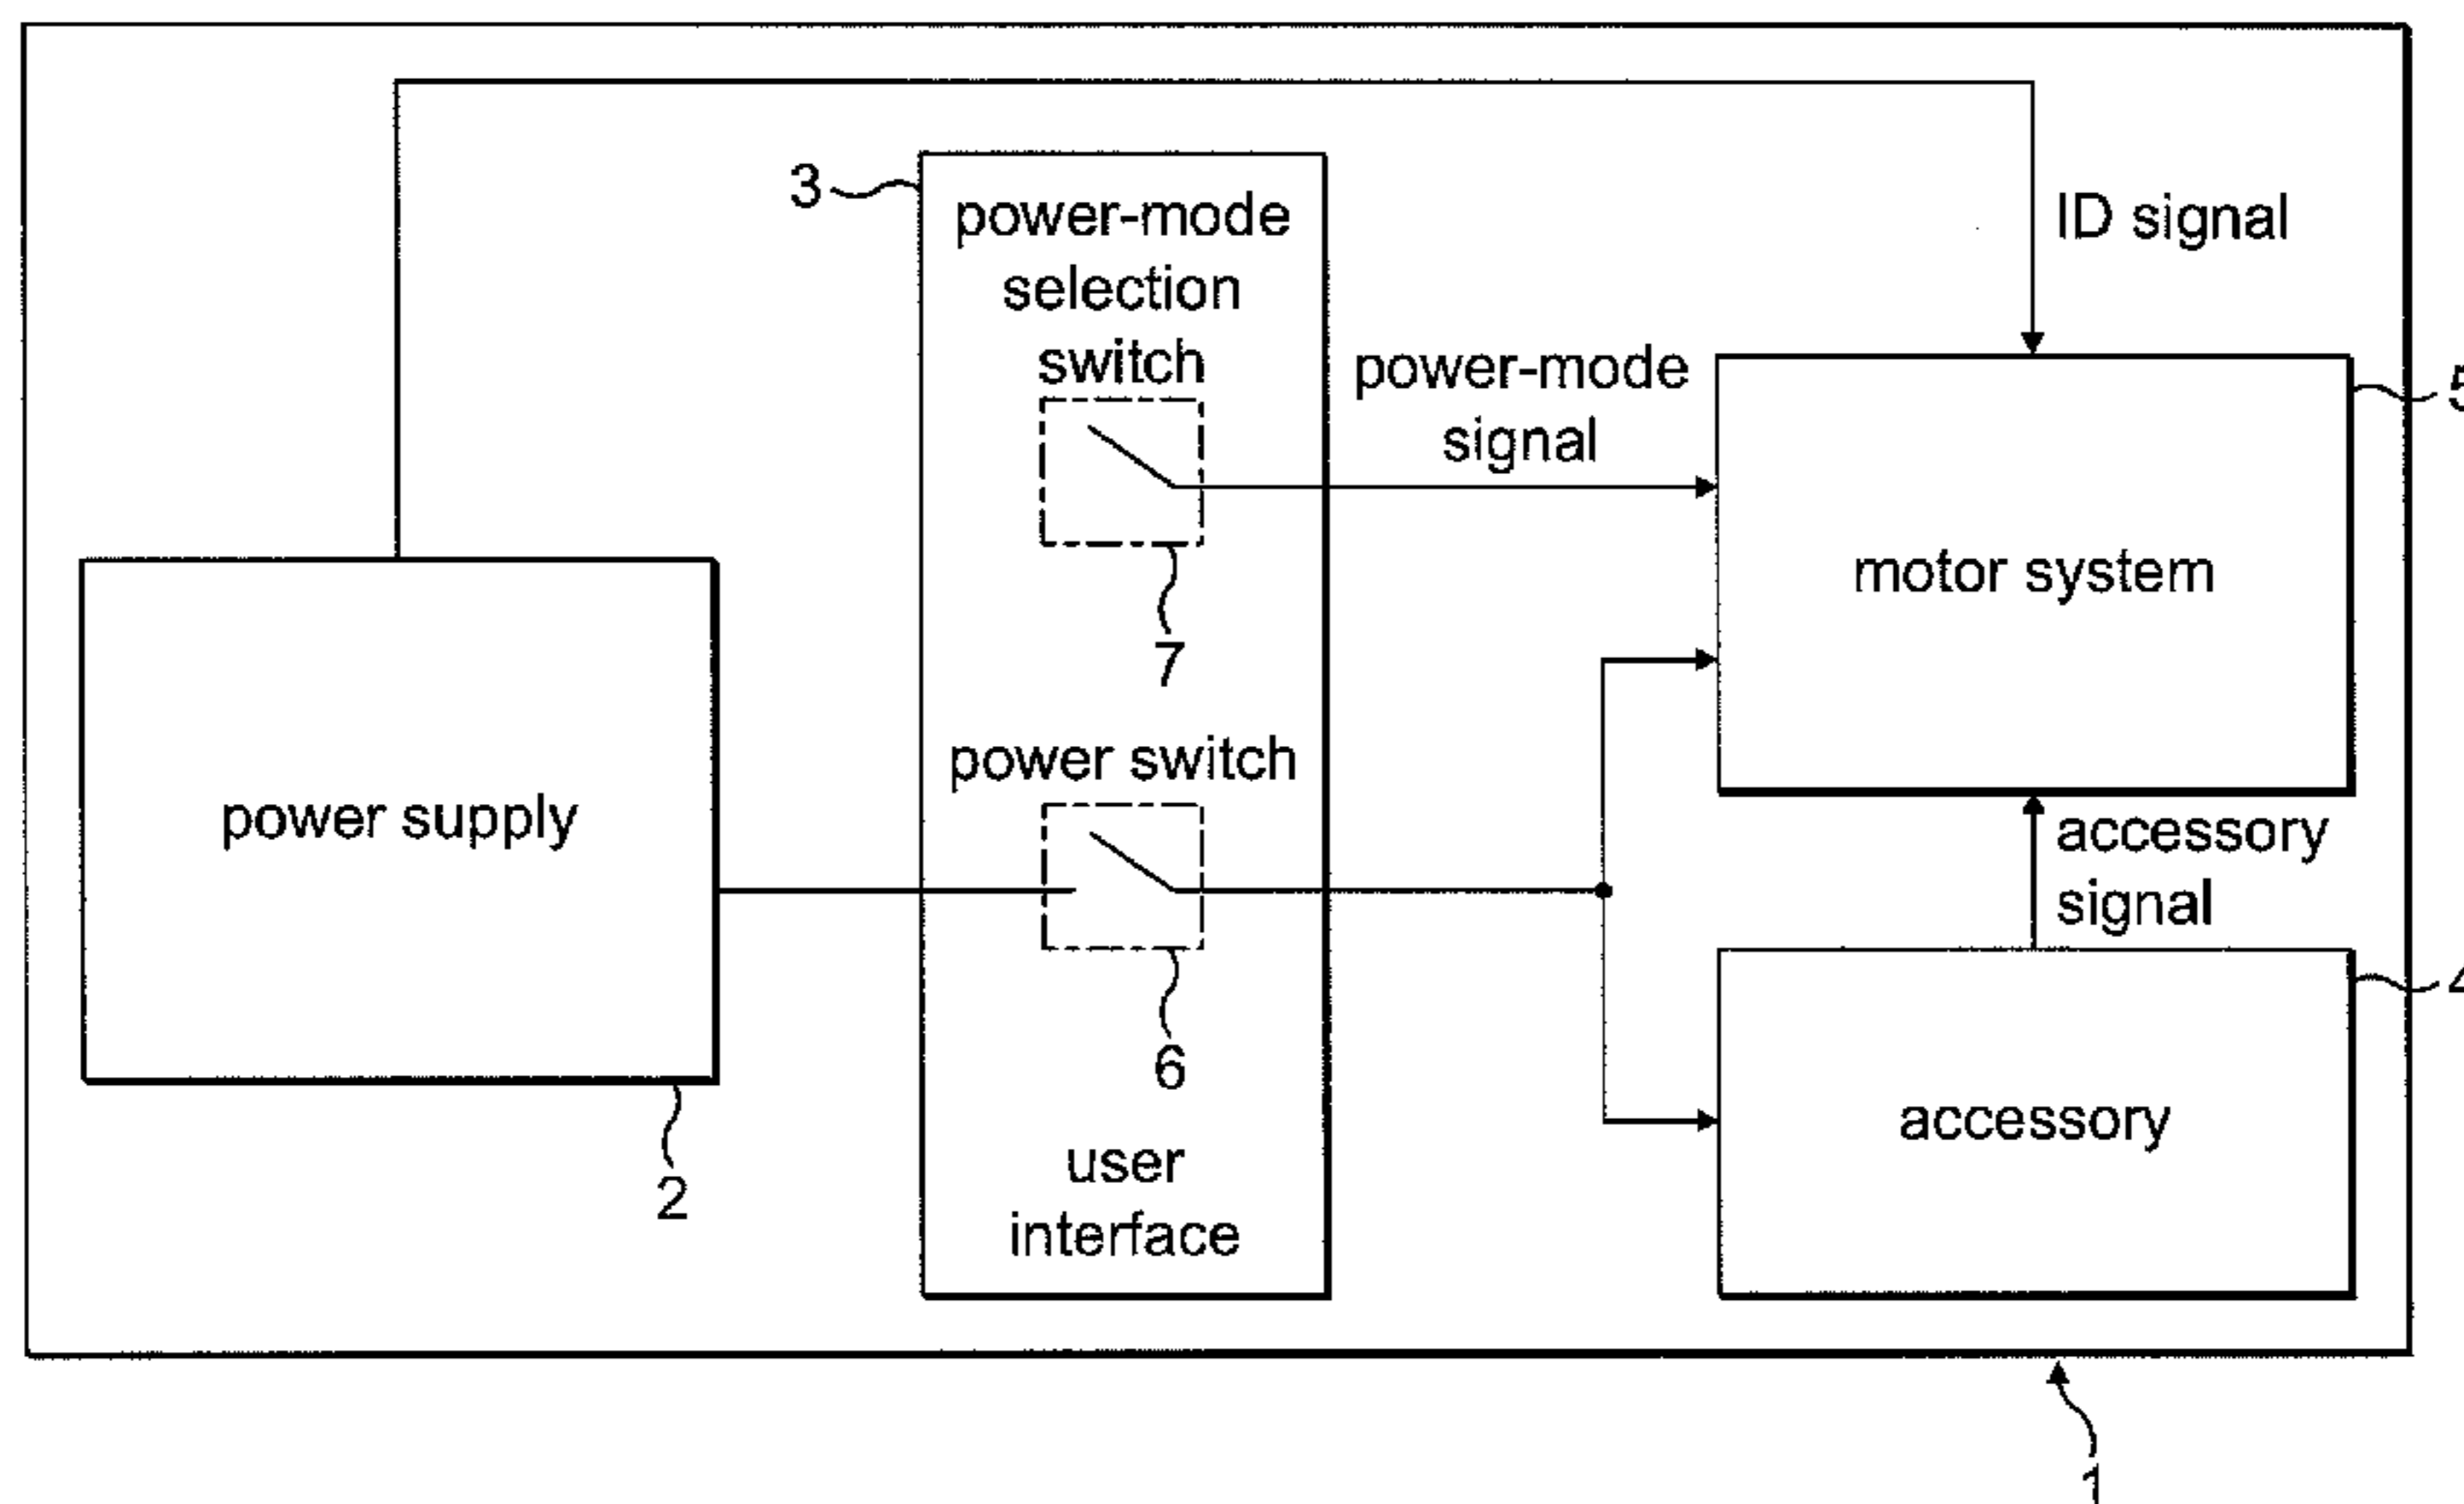 ID signal
3
power-mode
selection
switch
7
power-mode
signal
5
motor system
power switch
6
power supply
2
accessory
signal
4
accessory
user
interface
1